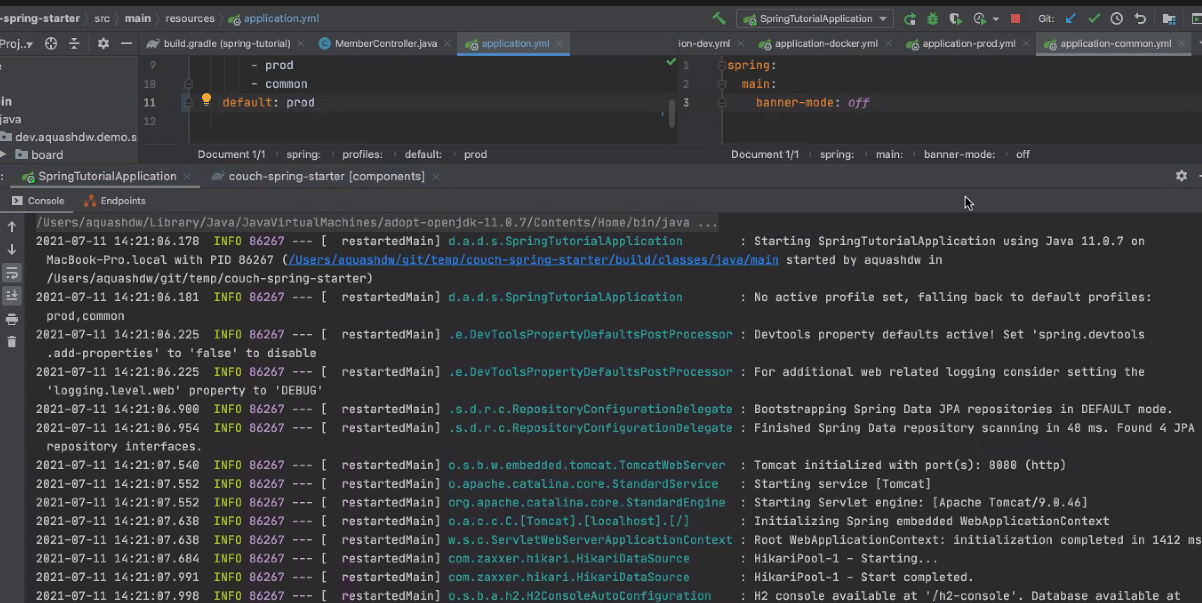 -spring-starter › src › main › resources › application.yml
SpringTutorialApplication
Git:
Proj..
build.gradle (spring-tutorial)
MemberController.java
application.yml
ion-dev.yml
application-docker.yml
application-prod.yml
application-common.yml
in
java
dev.aquashdw.demo.s
board
9 - prod
10 - common
11 default: prod
12
1 spring:
2 main:
3 banner-mode: off
Document 1/1 › spring: › profiles: › default: › prod
Document 1/1 › spring: › main: › banner-mode: › off
: SpringTutorialApplication
couch-spring-starter [components]
Console
Endpoints
/Users/aquashdw/Library/Java/JavaVirtualMachines/adopt-openjdk-11.0.7/Contents/Home/bin/java ...
2021-07-11 14:21:06.178 INFO 86267 --- [ restartedMain] d.a.d.s.SpringTutorialApplication : Starting SpringTutorialApplication using Java 11.0.7 on
MacBook-Pro.local with PID 86267 (/Users/aquashdw/git/temp/couch-spring-starter/build/classes/java/main started by aquashdw in
/Users/aquashdw/git/temp/couch-spring-starter)
2021-07-11 14:21:06.181 INFO 86267 --- [ restartedMain] d.a.d.s.SpringTutorialApplication : No active profile set, falling back to default profiles:
prod,common
2021-07-11 14:21:06.225 INFO 86267 --- [ restartedMain] .e.DevToolsPropertyDefaultsPostProcessor : Devtools property defaults active! Set 'spring.devtools
.add-properties' to 'false' to disable
2021-07-11 14:21:06.225 INFO 86267 --- [ restartedMain] .e.DevToolsPropertyDefaultsPostProcessor : For additional web related logging consider setting the
'logging.level.web' property to 'DEBUG'
2021-07-11 14:21:06.900 INFO 86267 --- [ restartedMain] .s.d.r.c.RepositoryConfigurationDelegate : Bootstrapping Spring Data JPA repositories in DEFAULT mode.
2021-07-11 14:21:06.954 INFO 86267 --- [ restartedMain] .s.d.r.c.RepositoryConfigurationDelegate : Finished Spring Data repository scanning in 48 ms. Found 4 JPA
repository interfaces.
2021-07-11 14:21:07.540 INFO 86267 --- [ restartedMain] o.s.b.w.embedded.tomcat.TomcatWebServer : Tomcat initialized with port(s): 8080 (http)
2021-07-11 14:21:07.552 INFO 86267 --- [ restartedMain] o.apache.catalina.core.StandardService : Starting service [Tomcat]
2021-07-11 14:21:07.552 INFO 86267 --- [ restartedMain] org.apache.catalina.core.StandardEngine : Starting Servlet engine: [Apache Tomcat/9.0.46]
2021-07-11 14:21:07.638 INFO 86267 --- [ restartedMain] o.a.c.c.C.[Tomcat].[localhost].[/] : Initializing Spring embedded WebApplicationContext
2021-07-11 14:21:07.638 INFO 86267 --- [ restartedMain] w.s.c.ServletWebServerApplicationContext : Root WebApplicationContext: initialization completed in 1412 ms
2021-07-11 14:21:07.684 INFO 86267 --- [ restartedMain] com.zaxxer.hikari.HikariDataSource : HikariPool-1 - Starting...
2021-07-11 14:21:07.991 INFO 86267 --- [ restartedMain] com.zaxxer.hikari.HikariDataSource : HikariPool-1 - Start completed.
2021-07-11 14:21:07.998 INFO 86267 --- [ restartedMain] o.s.b.a.h2.H2ConsoleAutoConfiguration : H2 console available at '/h2-console'. Database available at